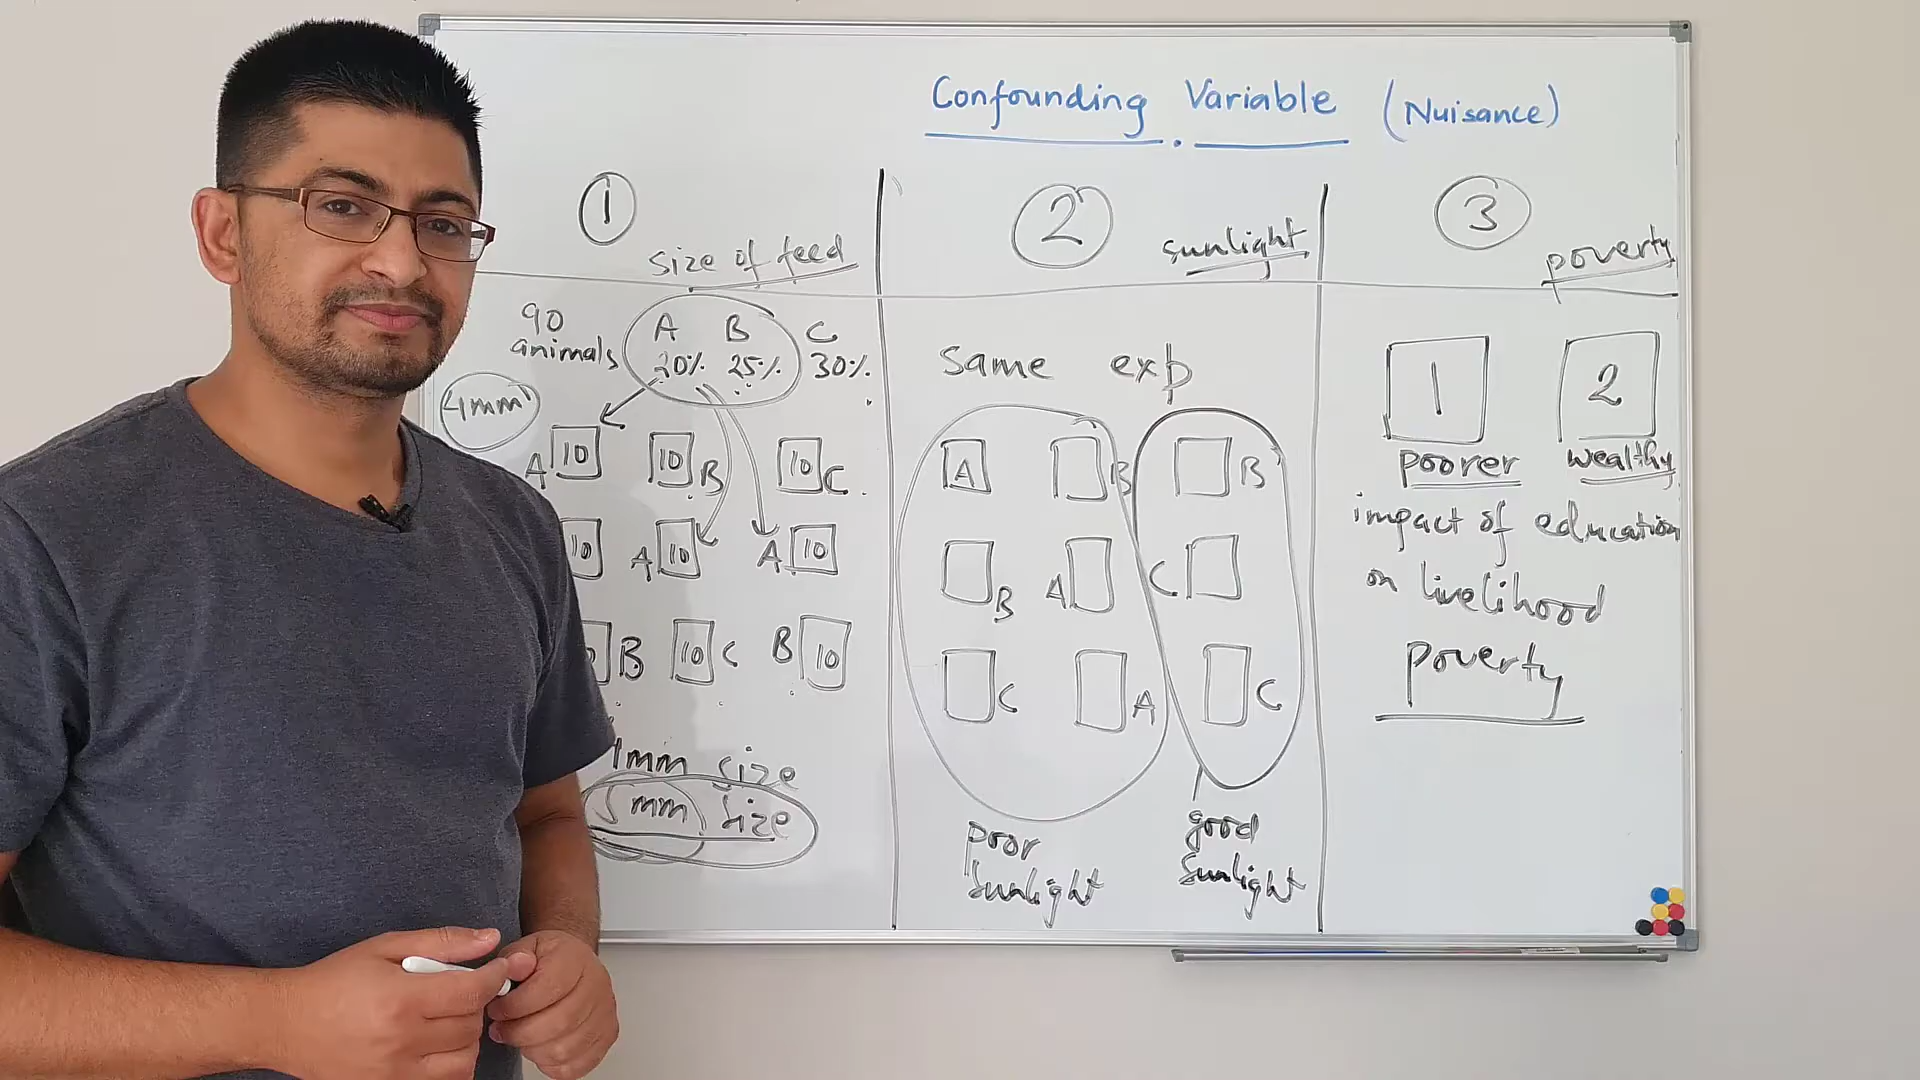 Confounding Variable (Nuisance)
1
size of feed
90 animals
A B C
20% 25% 30%
4mm
A 10 10 B 10 C
10 A 10 A 10
B 10 C B 10
mm size
mm size
2
sunlight
Same exp
A B B
B A C
C A C
poor sunlight
good sunlight
3
poverty
1 2
poorer wealthy
impact of education
on livelihood
poverty